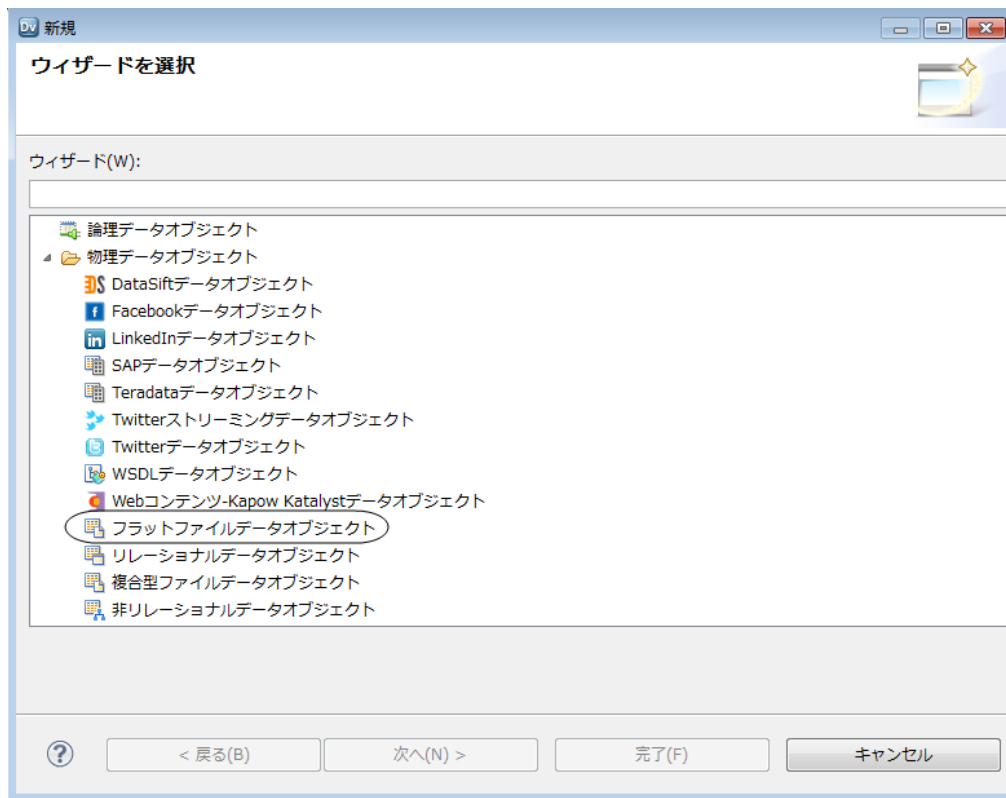 Dv 新規
ウィザードを選択
ウィザード(W):
論理データオブジェクト
物理データオブジェクト
DataSiftデータオブジェクト
Facebookデータオブジェクト
LinkedInデータオブジェクト
SAPデータオブジェクト
Teradataデータオブジェクト
Twitterストリーミングデータオブジェクト
Twitterデータオブジェクト
WSDLデータオブジェクト
Webコンテンツ-Kapow Katalystデータオブジェクト
フラットファイルデータオブジェクト
リレーショナルデータオブジェクト
複合型ファイルデータオブジェクト
非リレーショナルデータオブジェクト
? < 戻る(B) 次へ(N) > 完了(F) キャンセル